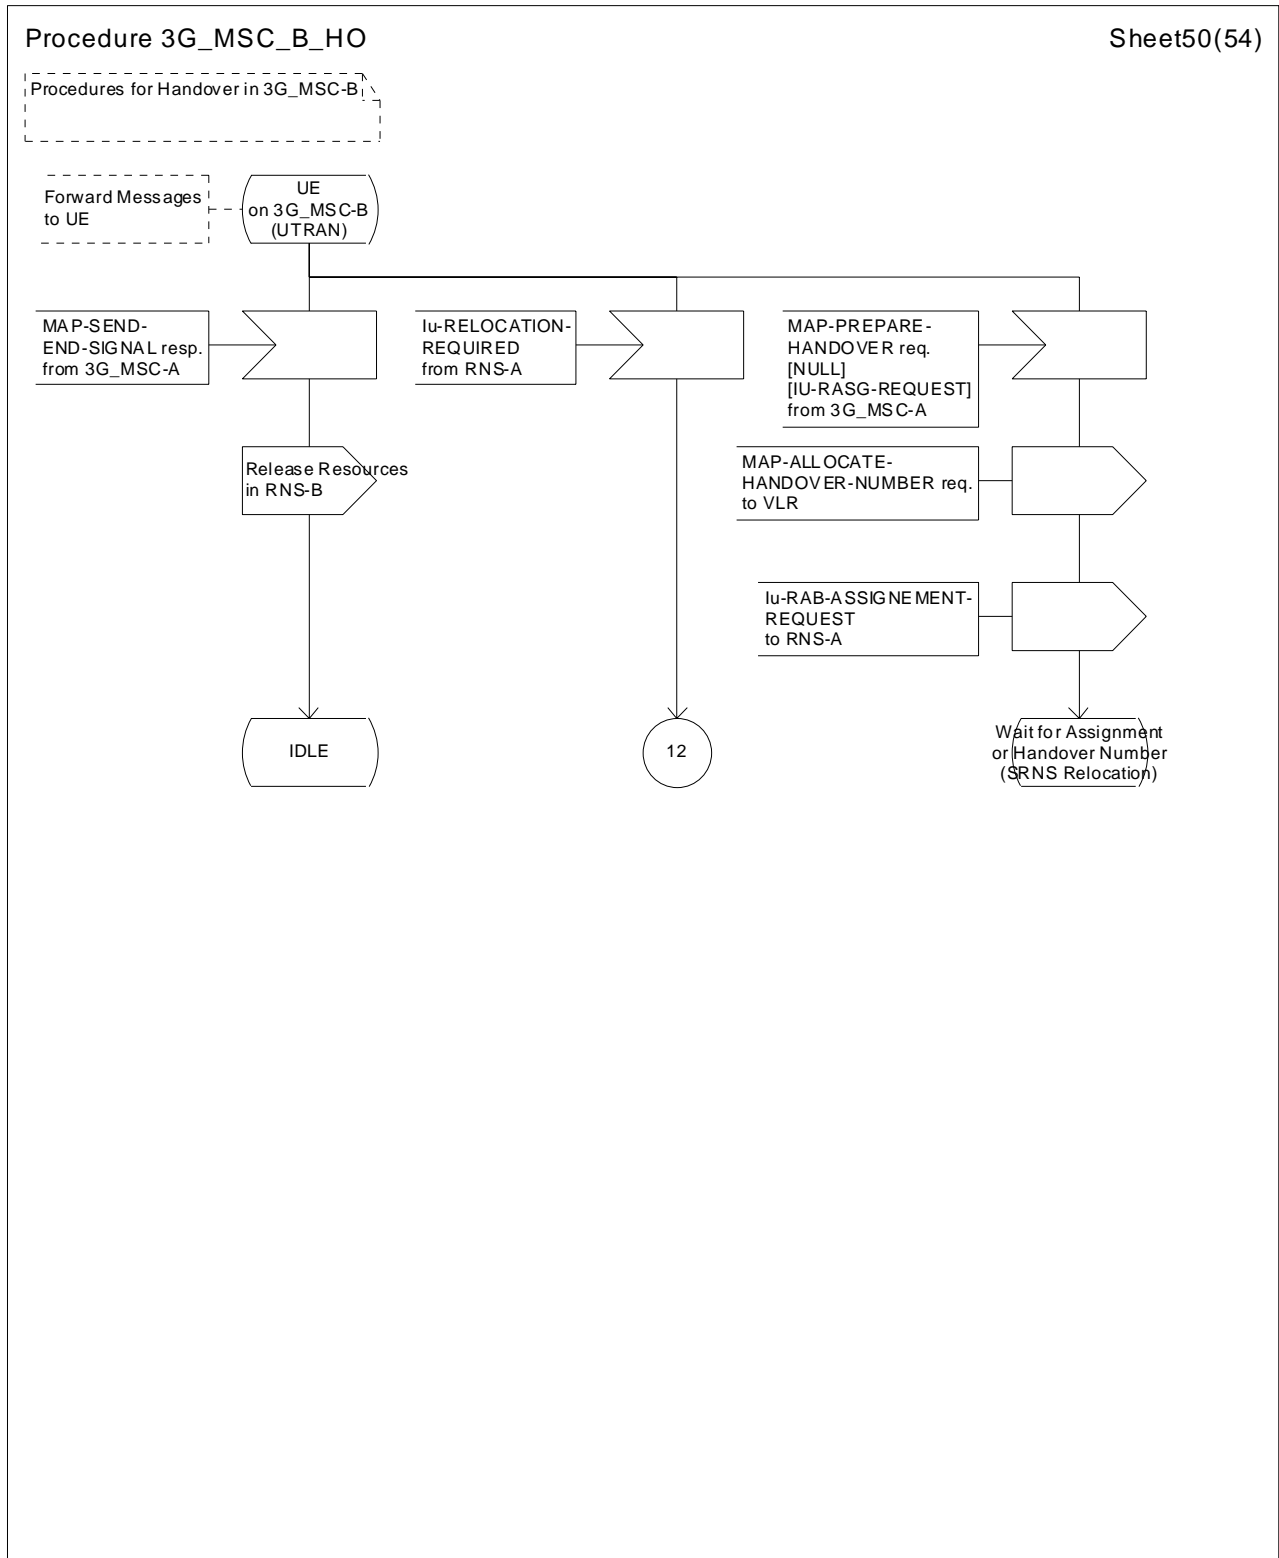 Procedure 3G_MSC_B_HO
Sheet50(54)
Procedures for Handover in 3G_MSC-B
Forward Messages
to UE
UE
on 3G_MSC-B
(UTRAN)
MAP-SEND-
END-SIGNAL resp.
from 3G_MSC-A
Iu-RELOCATION-
REQUIRED
from RNS-A
MAP-PREPARE-
HANDOVER req.
[NULL]
[IU-RASG-REQUEST]
from 3G_MSC-A
Release Resources
in RNS-B
MAP-ALLOCATE-
HANDOVER-NUMBER req.
to VLR
Iu-RAB-ASSIGNEMENT-
REQUEST
to RNS-A
IDLE
12
Wait for Assignment
or Handover Number
(SRNS Relocation)